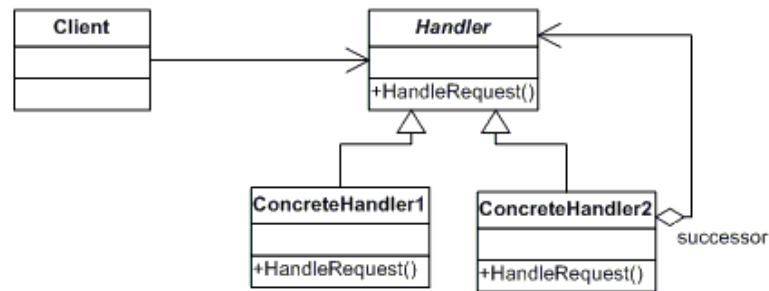 Client
Handler
+HandleRequest()
ConcreteHandler1
+HandleRequest()
ConcreteHandler2
+HandleRequest()
successor